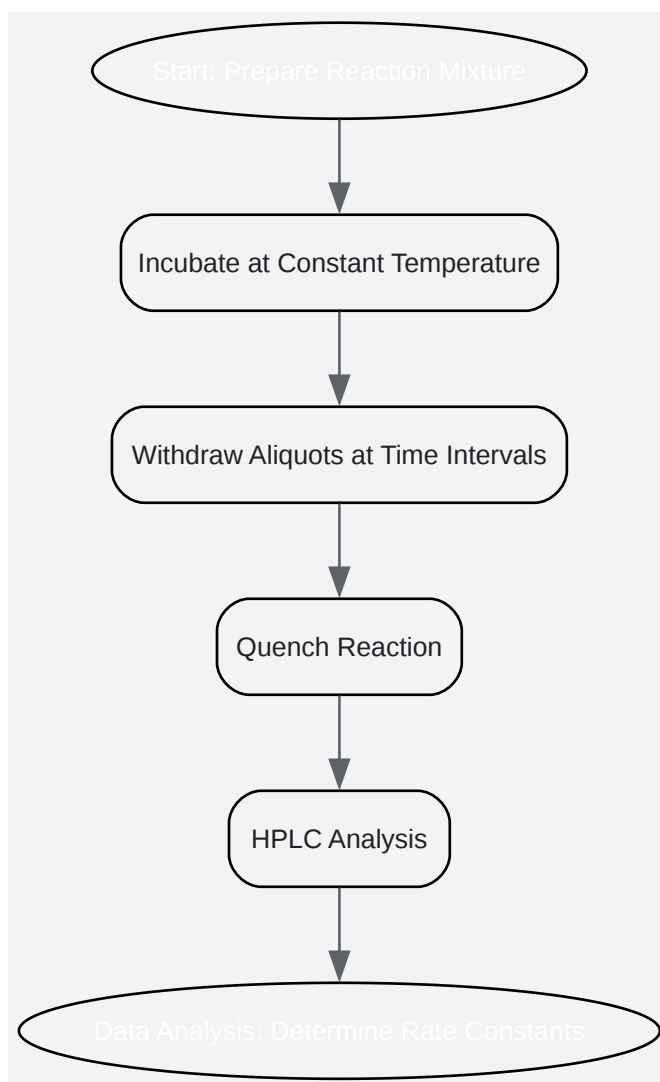 Start: Prepare Reaction Mixture
Incubate at Constant Temperature
Withdraw Aliquots at Time Intervals
Quench Reaction
HPLC Analysis
Data Analysis: Determine Rate Constants